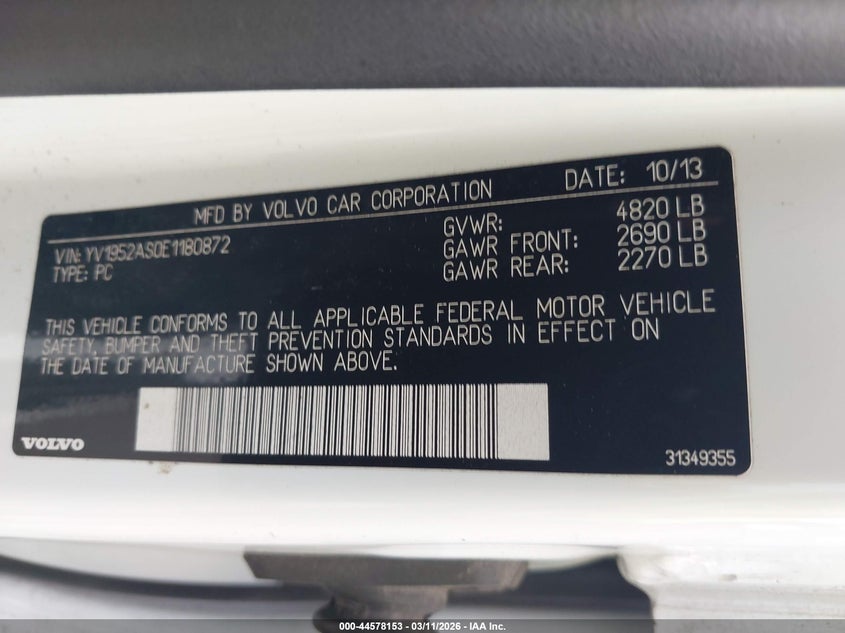 MFD BY VOLVO CAR CORPORATION DATE: 10/13
VIN: YV1952AS0E1180872
TYPE: PC
GVWR: 4820 LB
GAWR FRONT: 2690 LB
GAWR REAR: 2270 LB
THIS VEHICLE CONFORMS TO ALL APPLICABLE FEDERAL MOTOR VEHICLE
SAFETY, BUMPER AND THEFT PREVENTION STANDARDS IN EFFECT ON
THE DATE OF MANUFACTURE SHOWN ABOVE.
VOLVO
31349355
000-44578153 — 03/11/2026 — © IAA Inc.